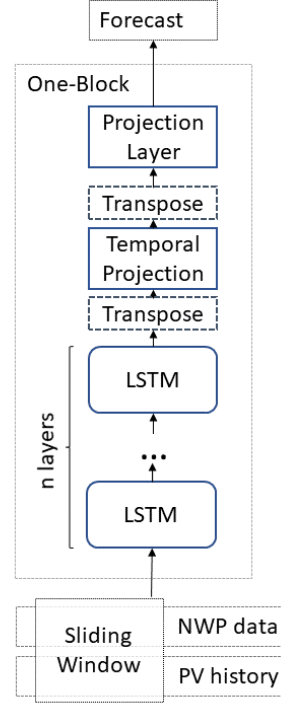 Forecast
One-Block
Projection
Layer
Transpose
Temporal
Projection
Transpose
LSTM
n layers
...
LSTM
Sliding
Window
NWP data
PV history